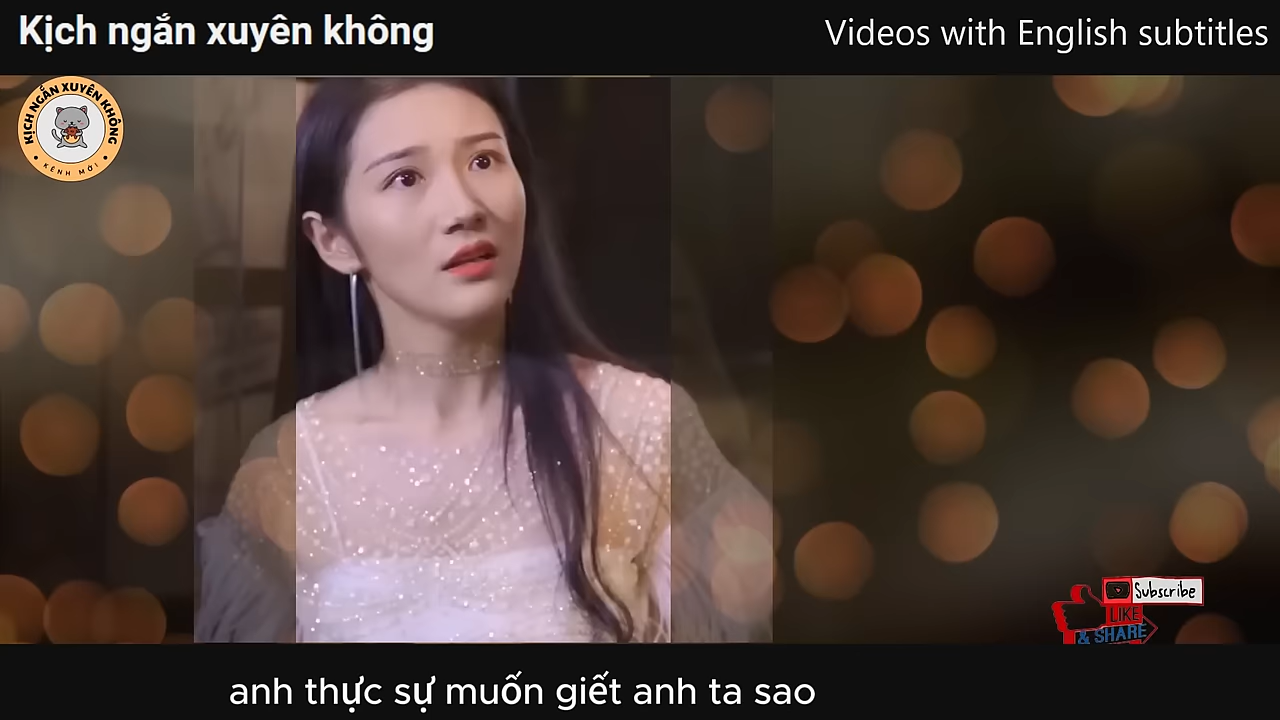 Kịch ngắn xuyên không
Videos with English subtitles
KỊCH NGẮN XUYÊN KHÔNG
• KÊNH MỚI •
Subscribe
LIKE
& SHARE
anh thực sự muốn giết anh ta sao